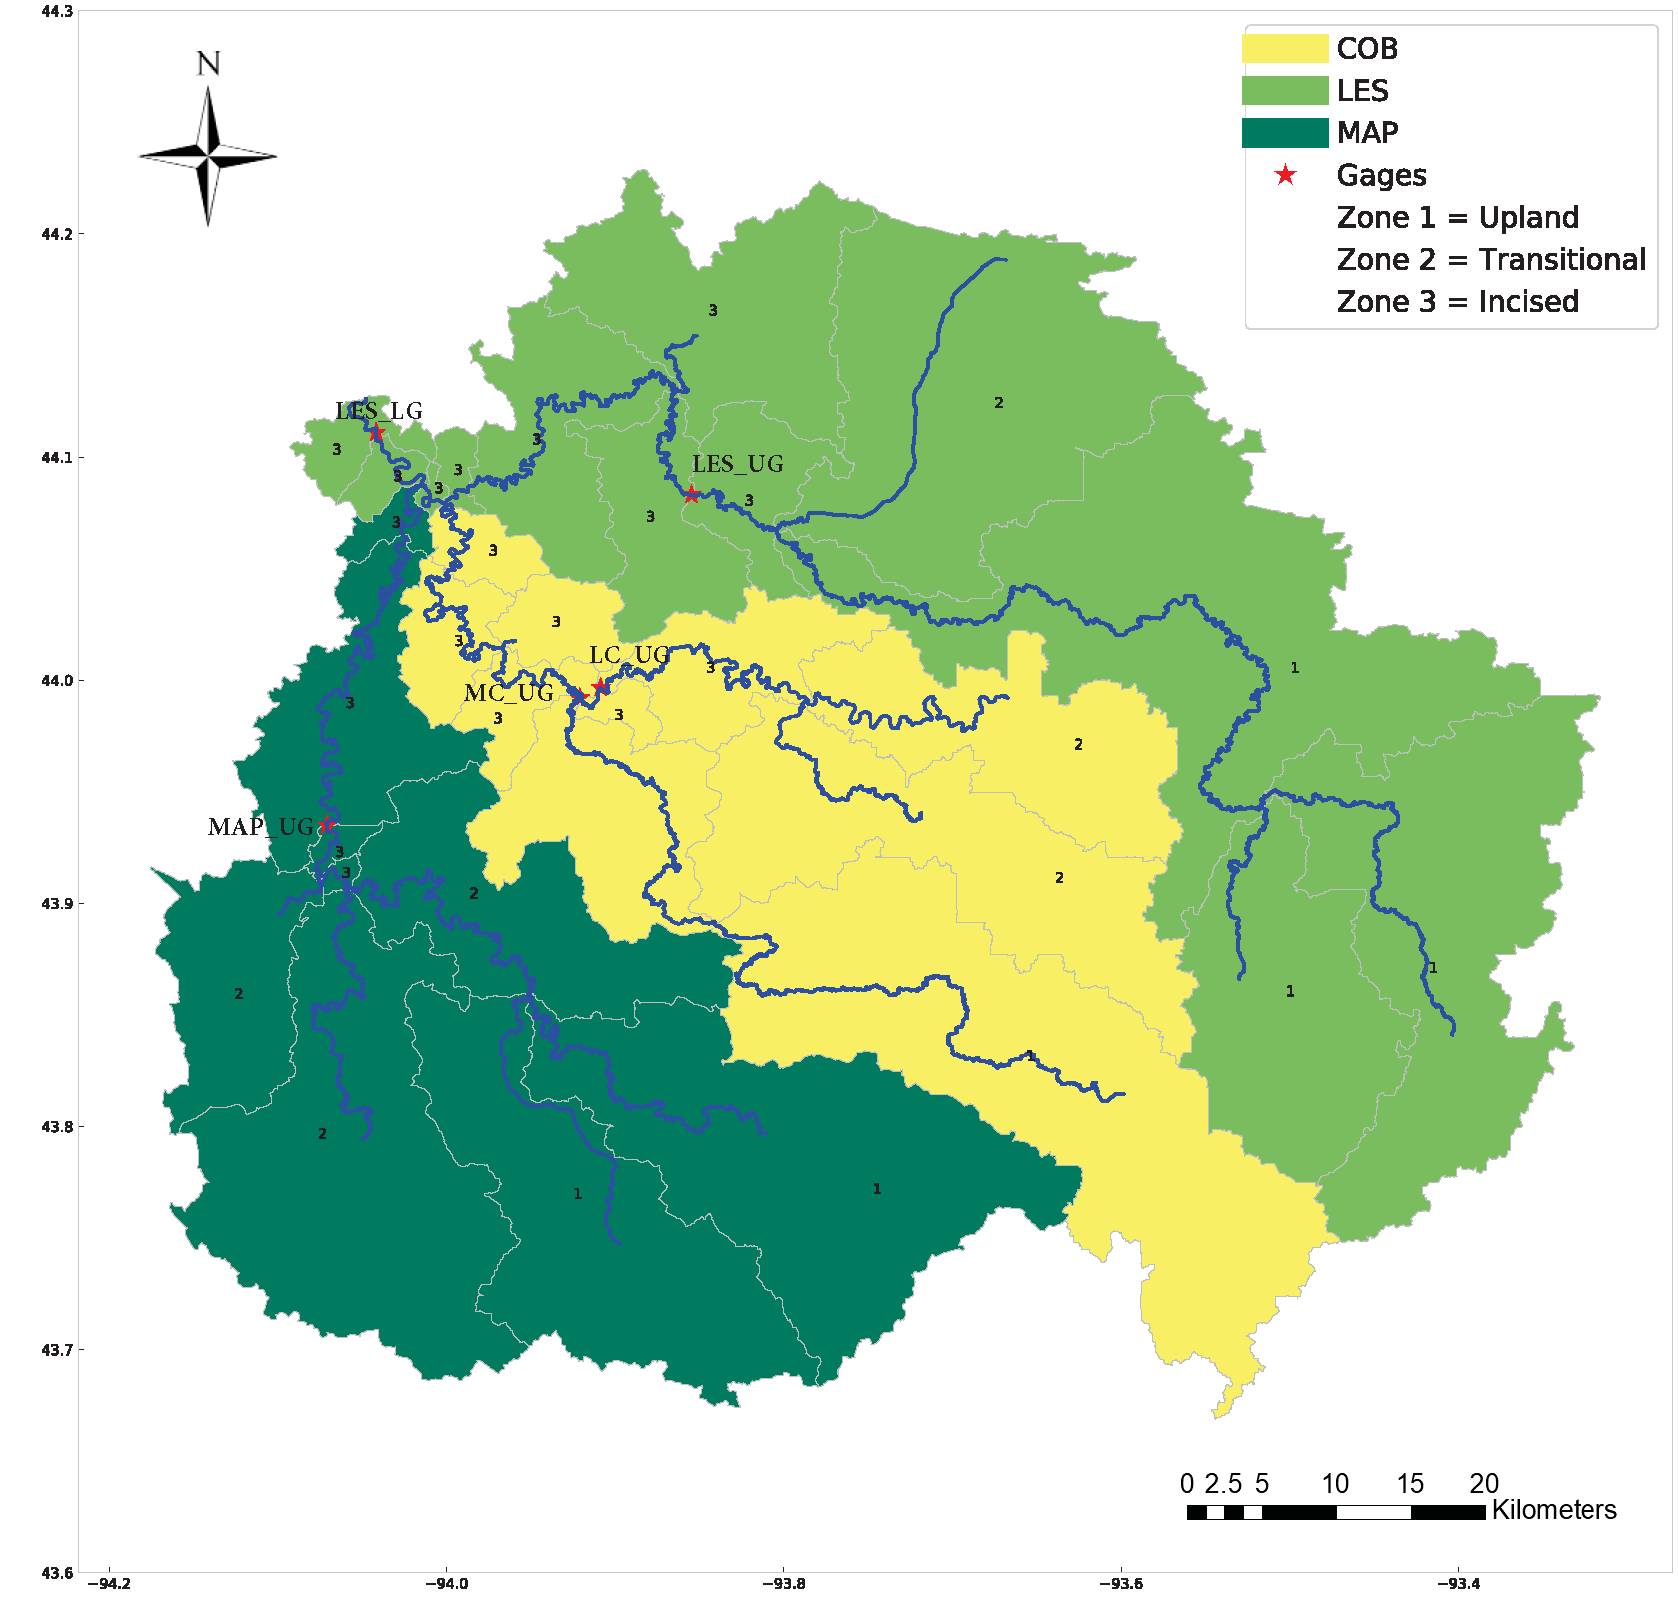 44.3
N
COB
LES
MAP
Gages
Zone 1 = Upland
Zone 2 = Transitional
Zone 3 = Incised
44.2
3
2
LES_LG
3
3
44.1
3
3
3
LES_UG
3
3
3
3
3
3
3
LC_UG
3
1
44.0
MC_UG
3
3
3
2
MAP_UG
3
3
2
2
43.9
1
2
1
1
43.8
2
1
1
43.7
0 2.5 5 10 15 20
Kilometers
43.6
−94.2 −94.0 −93.8 −93.6 −93.4